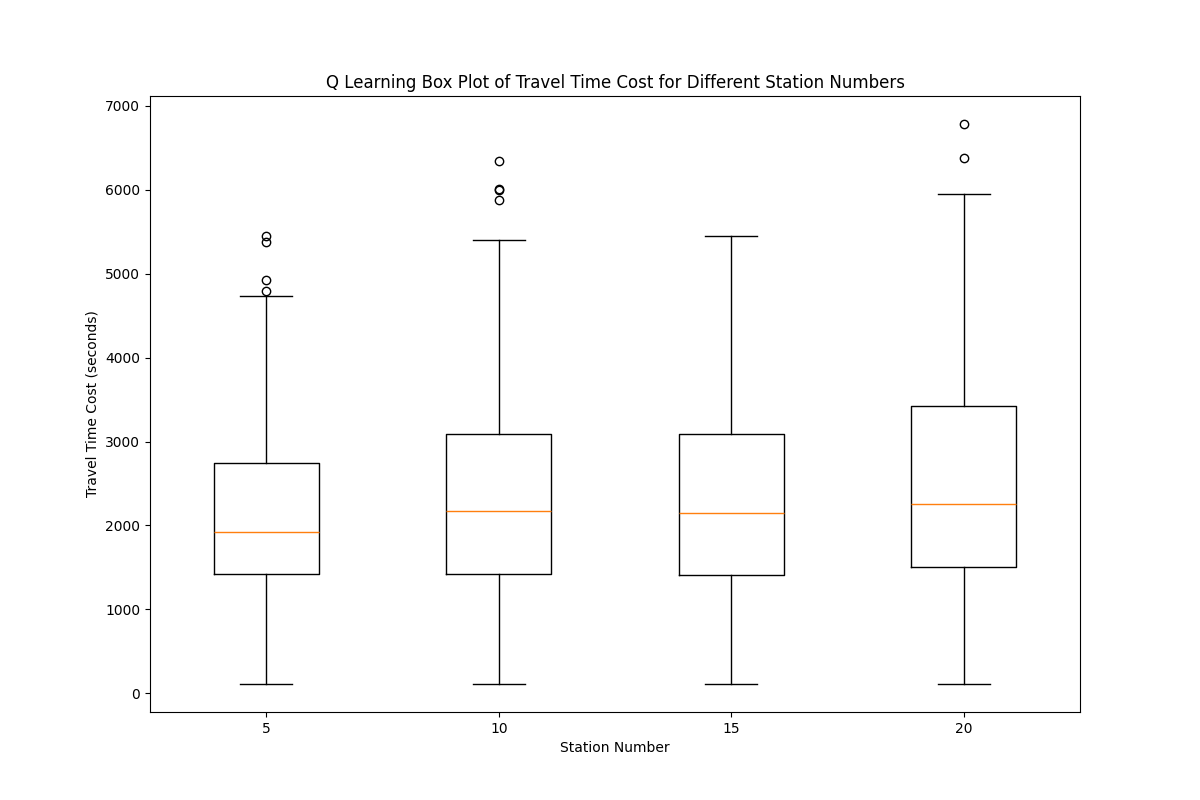 Q Learning Box Plot of Travel Time Cost for Different Station Numbers
7000
6000
5000
4000
3000
2000
1000
0
Travel Time Cost (seconds)
5 10 15 20
Station Number